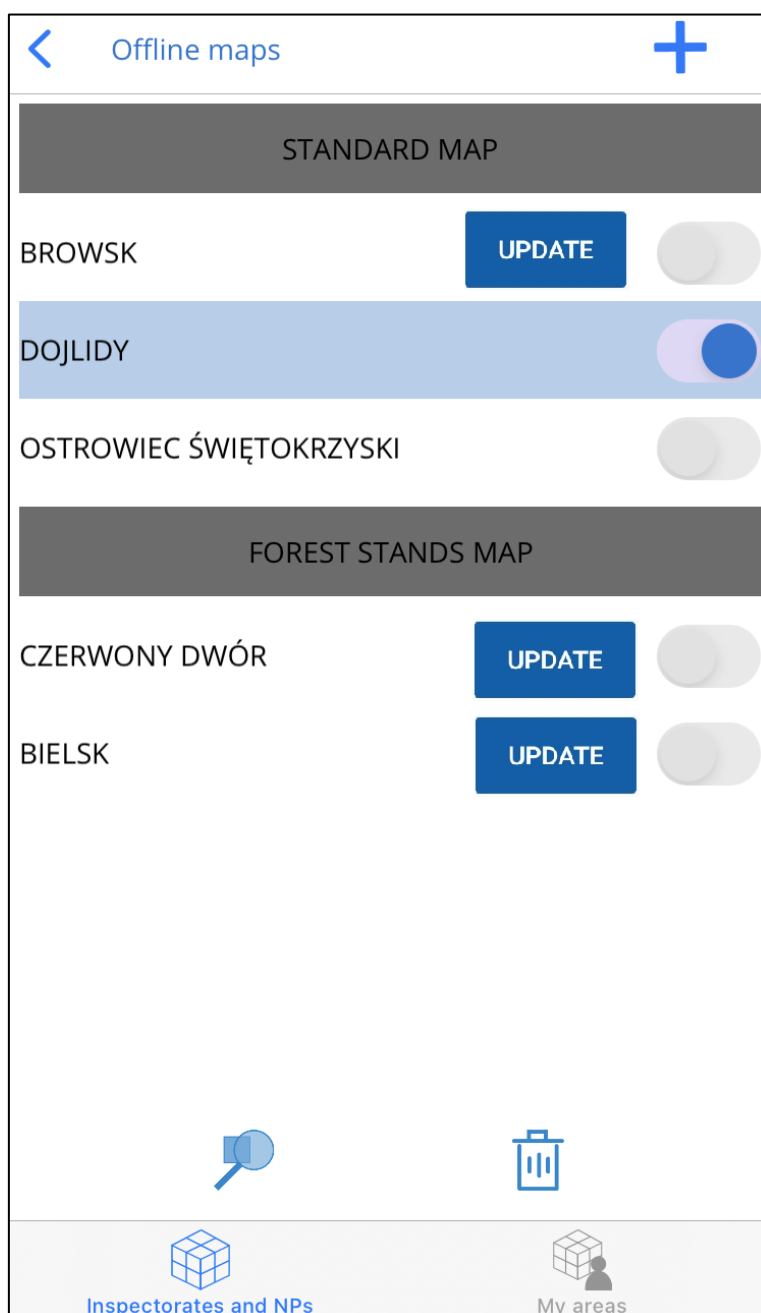 Offline maps
STANDARD MAP
BROWSK UPDATE
DOJLIDY
OSTROWIEC ŚWIĘTOKRZYSKI
FOREST STANDS MAP
CZERWONY DWÓR UPDATE
BIELSK UPDATE
Inspectorates and NPs My areas